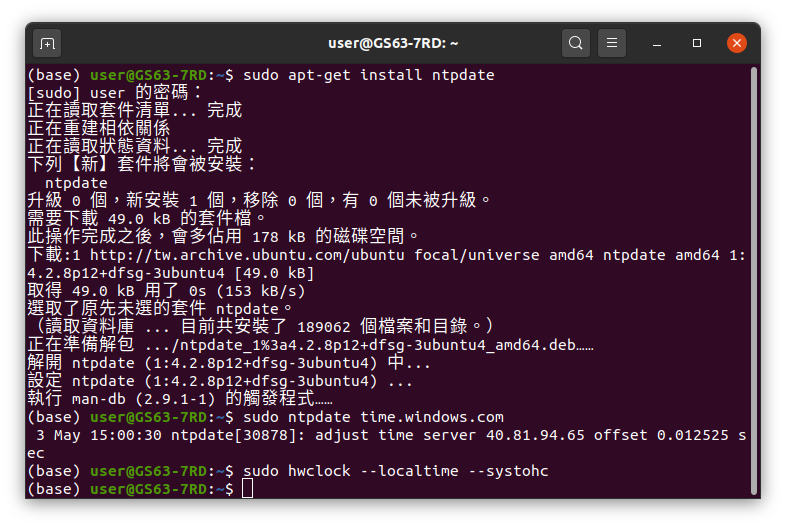 user@GS63-7RD: ~
(base) user@GS63-7RD:~$ sudo apt-get install ntpdate
[sudo] user 的密碼：
正在讀取套件清單... 完成
正在重建相依關係
正在讀取狀態資料... 完成
下列【新】套件將會被安裝：
  ntpdate
升級 0 個，新安裝 1 個，移除 0 個，有 0 個未被升級。
需要下載 49.0 kB 的套件檔。
此操作完成之後，會多佔用 178 kB 的磁碟空間。
下載:1 http://tw.archive.ubuntu.com/ubuntu focal/universe amd64 ntpdate amd64 1:
4.2.8p12+dfsg-3ubuntu4 [49.0 kB]
取得 49.0 kB 用了 0s (153 kB/s)
選取了原先未選的套件 ntpdate。
（讀取資料庫 ... 目前共安裝了 189062 個檔案和目錄。）
正在準備解包 .../ntpdate_1%3a4.2.8p12+dfsg-3ubuntu4_amd64.deb……
解開 ntpdate (1:4.2.8p12+dfsg-3ubuntu4) 中...
設定 ntpdate (1:4.2.8p12+dfsg-3ubuntu4) ...
執行 man-db (2.9.1-1) 的觸發程式……
(base) user@GS63-7RD:~$ sudo ntpdate time.windows.com
 3 May 15:00:30 ntpdate[30878]: adjust time server 40.81.94.65 offset 0.012525 s
ec
(base) user@GS63-7RD:~$ sudo hwclock --localtime --systohc
(base) user@GS63-7RD:~$